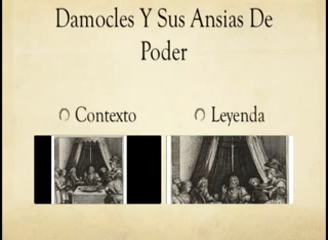 Damocles Y Sus Ansias De
Poder
Contexto
Leyenda